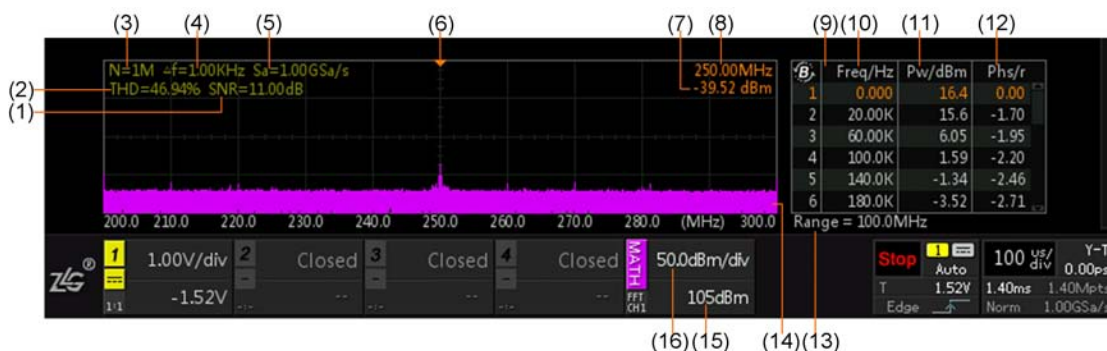 (3) (4) (5) (6) (7) (8) (9) (10) (11) (12)
N=1M △f=1.00KHz Sa=1.00GSa/s
250.00MHz
(2) THD=46.94% SNR=11.00dB
-39.52 dBm
(1)
B Freq/Hz Pw/dBm Phs/r
1 0.000 16.4 0.00
2 20.00K 15.6 -1.70
3 60.00K 6.05 -1.95
4 100.0K 1.59 -2.20
5 140.0K -1.34 -2.46
6 180.0K -3.52 -2.71
200.0 210.0 220.0 230.0 240.0 250.0 260.0 270.0 280.0 (MHz) 300.0
Range = 100.0MHz
ZLG®
1 1.00V/div
-1.52V
1:1
2 Closed
--
-:-
3 Closed
--
-:-
4 Closed
--
-:-
MATH 50.0dBm/div
FFT CH1 105dBm
Stop 1 Auto
T 1.52V
Edge
100 us/div Y-T
0.00ps
1.40ms 1.40Mpts
Norm 1.00GSa/s
(16) (15) (14)(13)